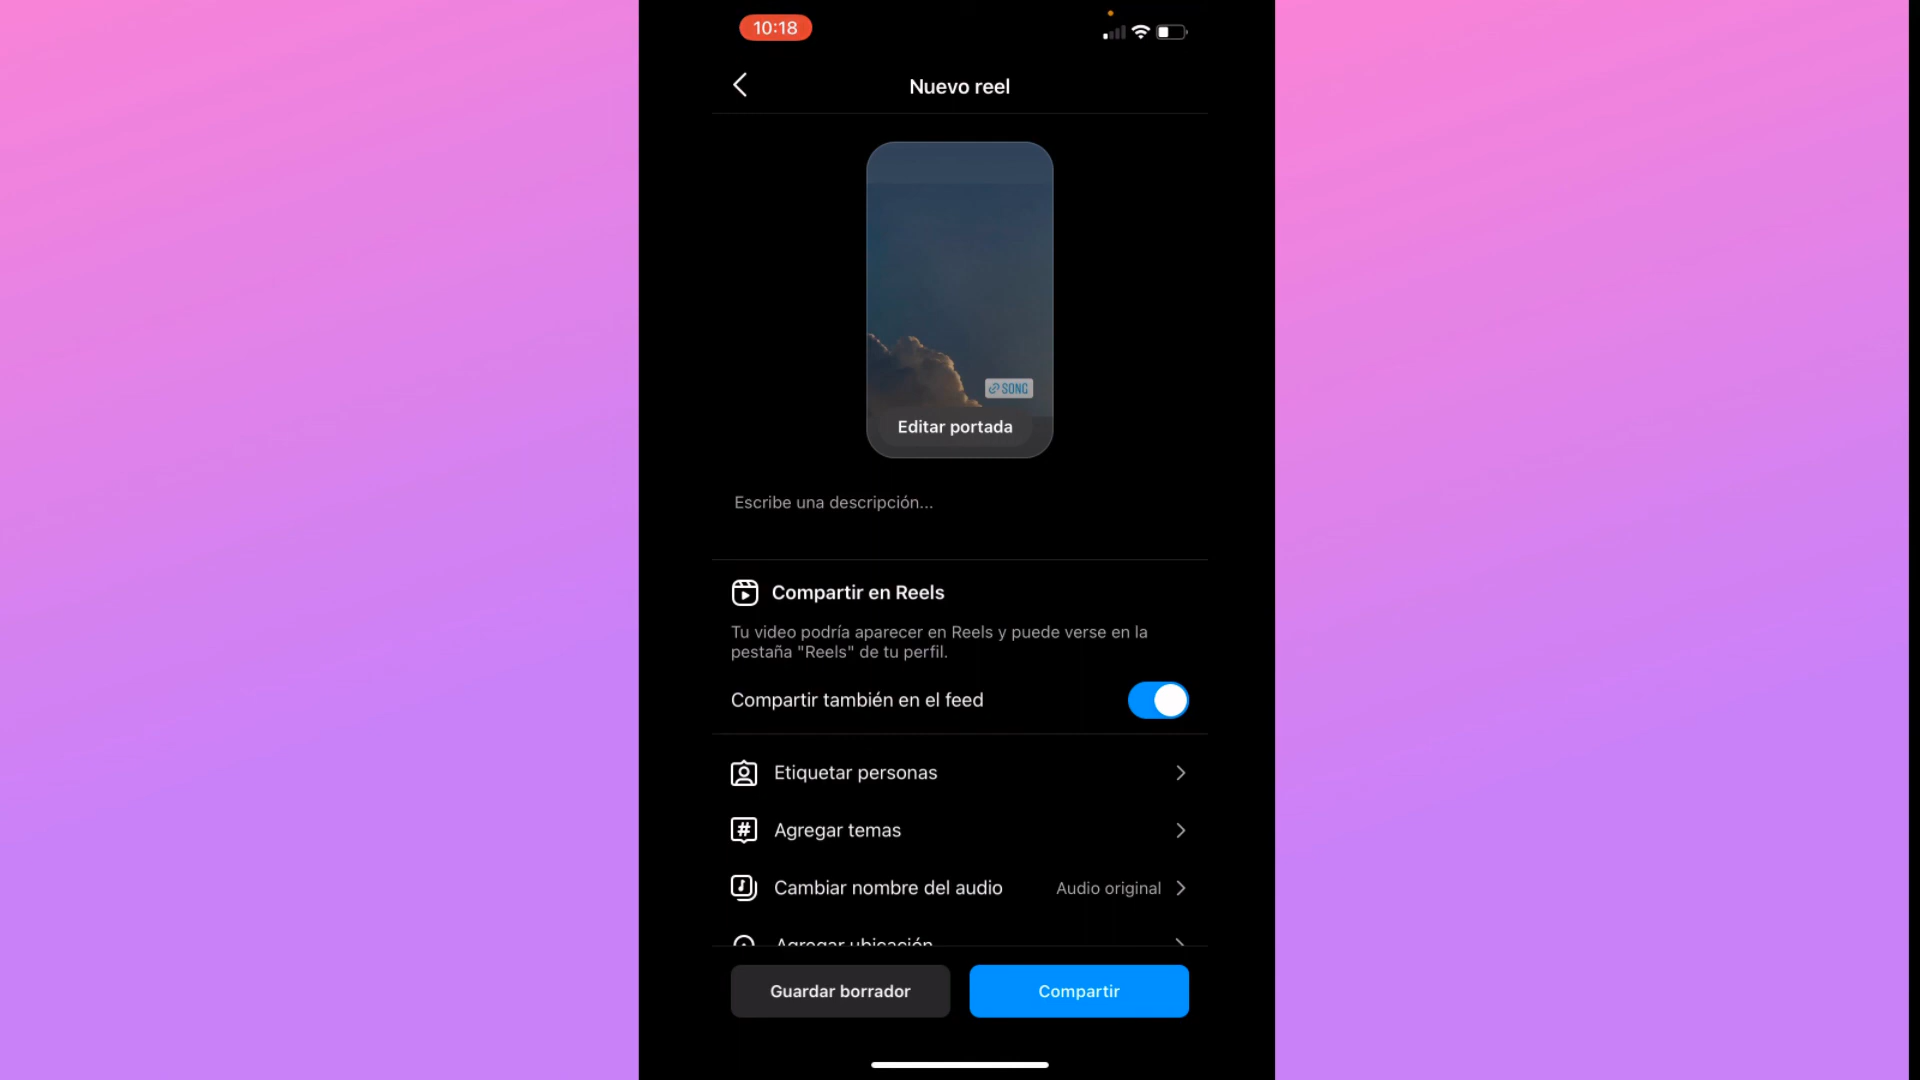 10:18
Nuevo reel
SONG
Editar portada
Escribe una descripción...
Compartir en Reels
Tu video podría aparecer en Reels y puede verse en la
pestaña "Reels" de tu perfil.
Compartir también en el feed
Etiquetar personas
Agregar temas
Cambiar nombre del audio Audio original
Agregar ubicación
Guardar borrador Compartir